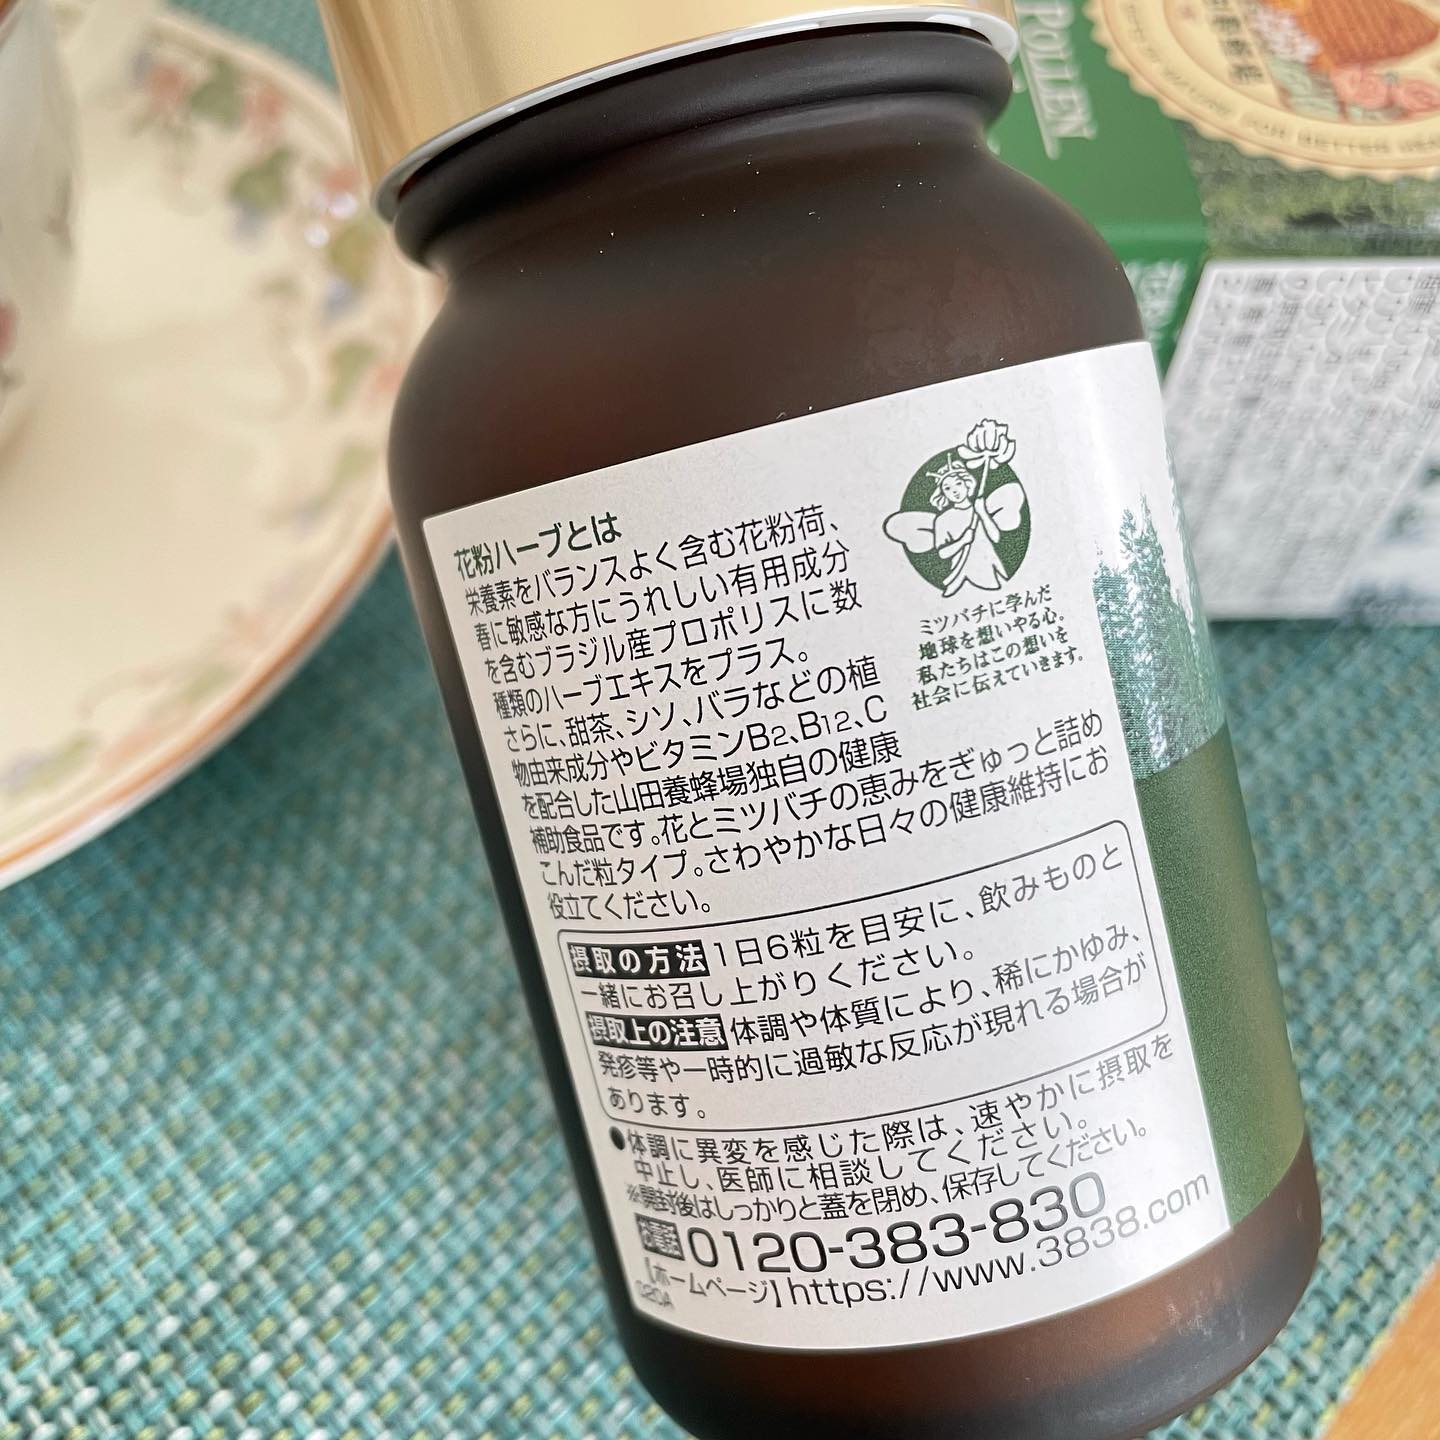 POLLEN
FOR BETTER
花粉ハーブとは
栄養素をバランスよく含む花粉荷、
春に敏感な方にうれしい有用成分
を含むブラジル産プロポリスに数
種類のハーブエキスをプラス。
さらに、甜茶、シソ、バラなどの植
物由来成分やビタミンB2、B12、C
を配合した山田養蜂場独自の健康
補助食品です。花とミツバチの恵みをぎゅっと詰め
こんだ粒タイプ。さわやかな日々の健康維持にお
役立てください。
ミツバチに学んだ
地球を想いやる心。
私たちはこの想いを
社会に伝えていきます。
摂取の方法 1日6粒を目安に、飲みものと
一緒にお召し上がりください。
摂取上の注意 体調や体質により、稀にかゆみ、
発疹等や一時的に過敏な反応が現れる場合が
あります。
●体調に異変を感じた際は、速やかに摂取を
中止し、医師に相談してください。
※開封後はしっかりと蓋を閉め、保存してください。
お電話 0120-383-830
【ホームページ】https://www.3838.com